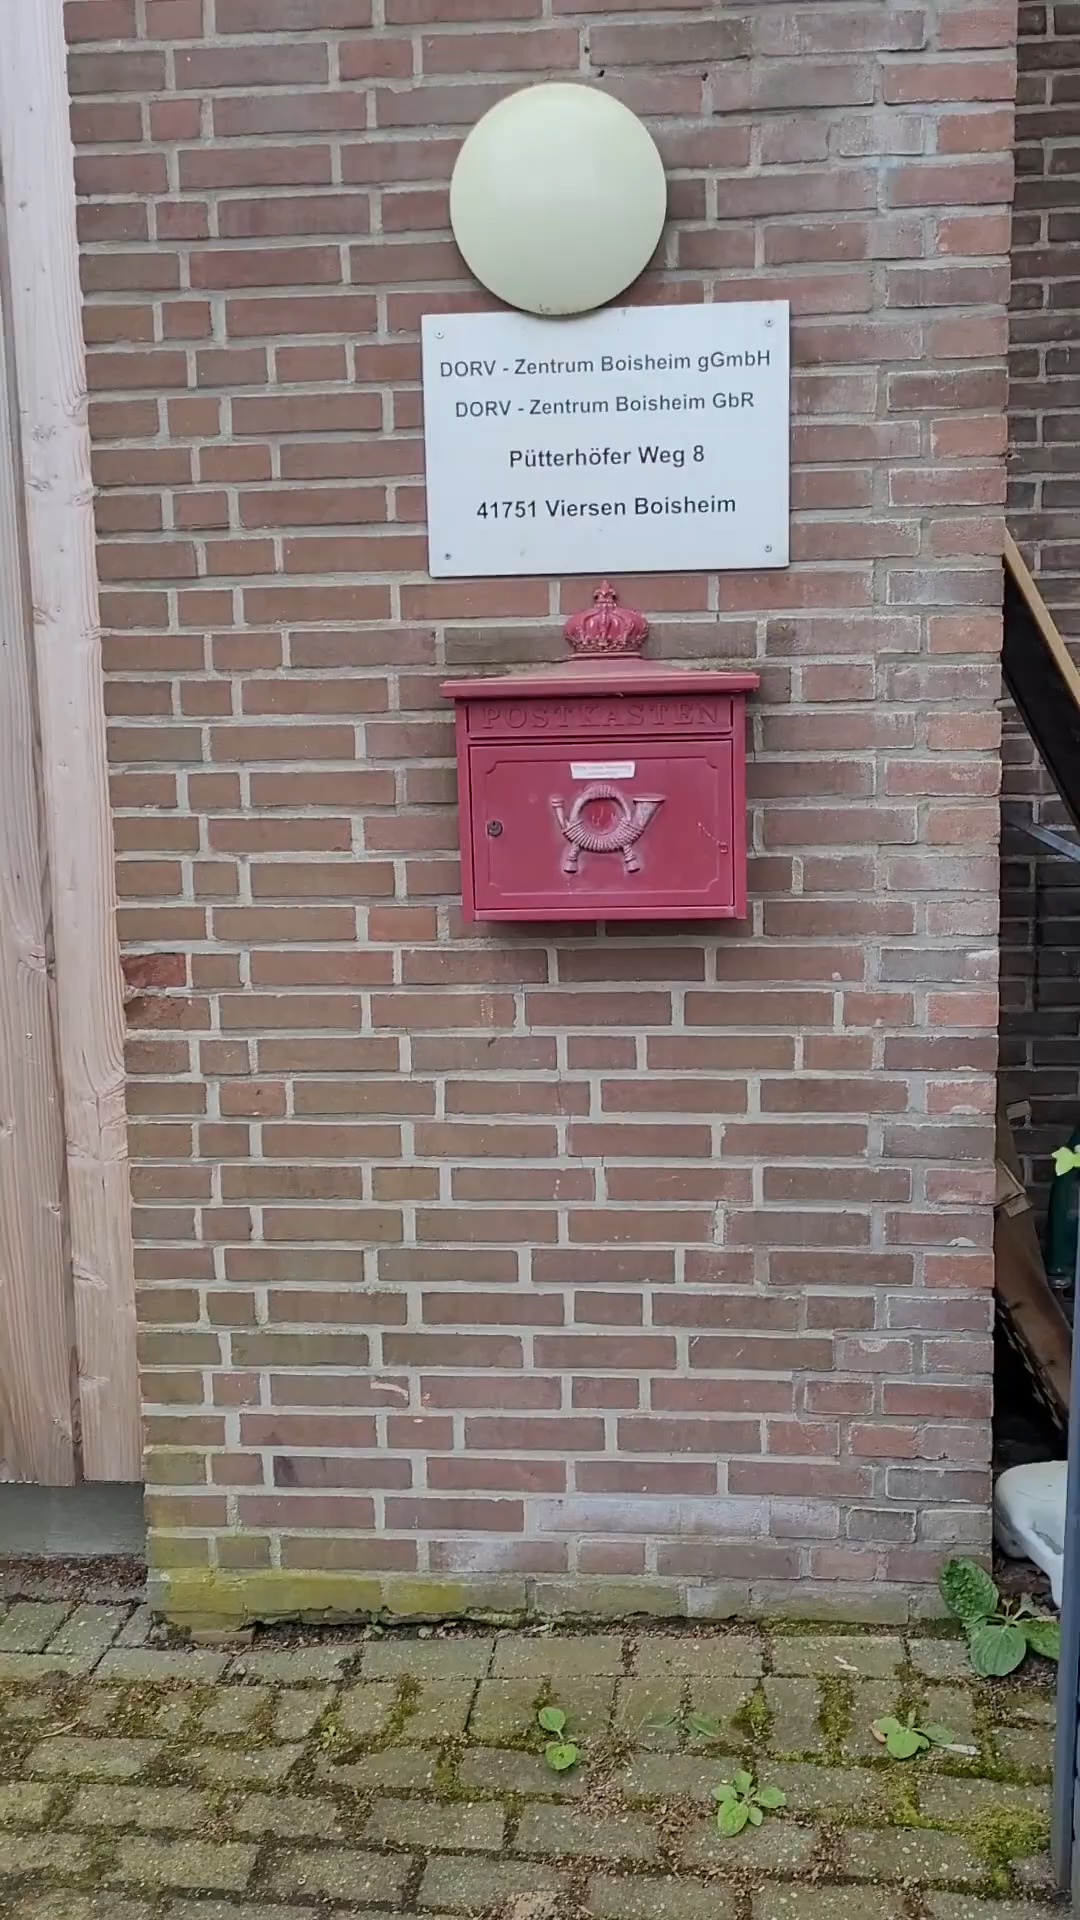 DORV - Zentrum Boisheim gGmbH
DORV - Zentrum Boisheim GbR
Pütterhöfer Weg 8
41751 Viersen Boisheim
POSTKASTEN